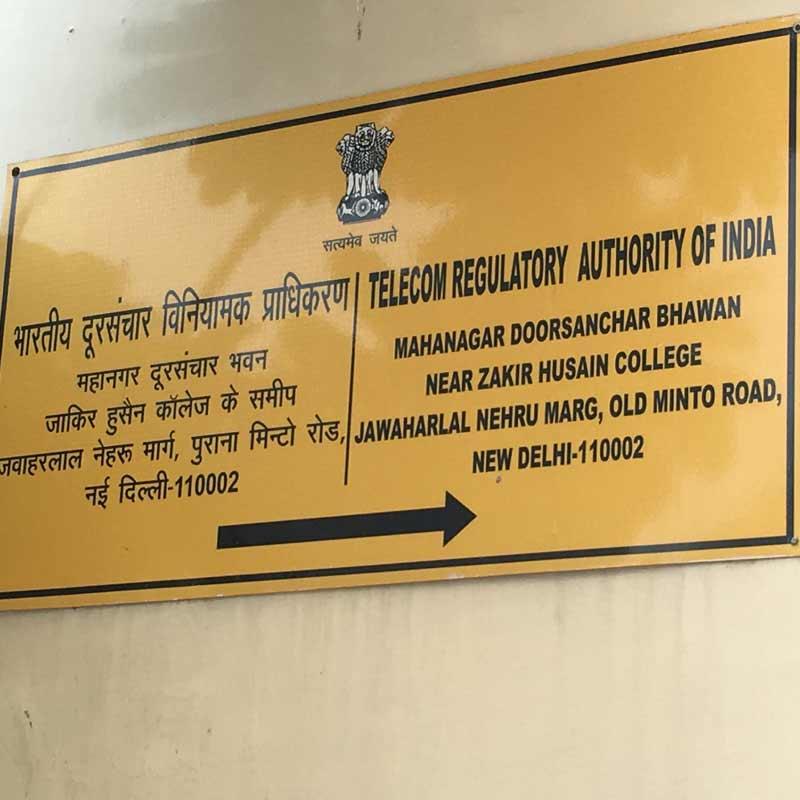 सत्यमेव जयते
भारतीय दूरसंचार विनियामक प्राधिकरण
महानगर दूरसंचार भवन
जाकिर हुसैन कॉलेज के समीप
जवाहरलाल नेहरू मार्ग, पुराना मिन्टो रोड,
नई दिल्ली-110002
TELECOM REGULATORY AUTHORITY OF INDIA
MAHANAGAR DOORSANCHAR BHAWAN
NEAR ZAKIR HUSAIN COLLEGE
JAWAHARLAL NEHRU MARG, OLD MINTO ROAD,
NEW DELHI-110002